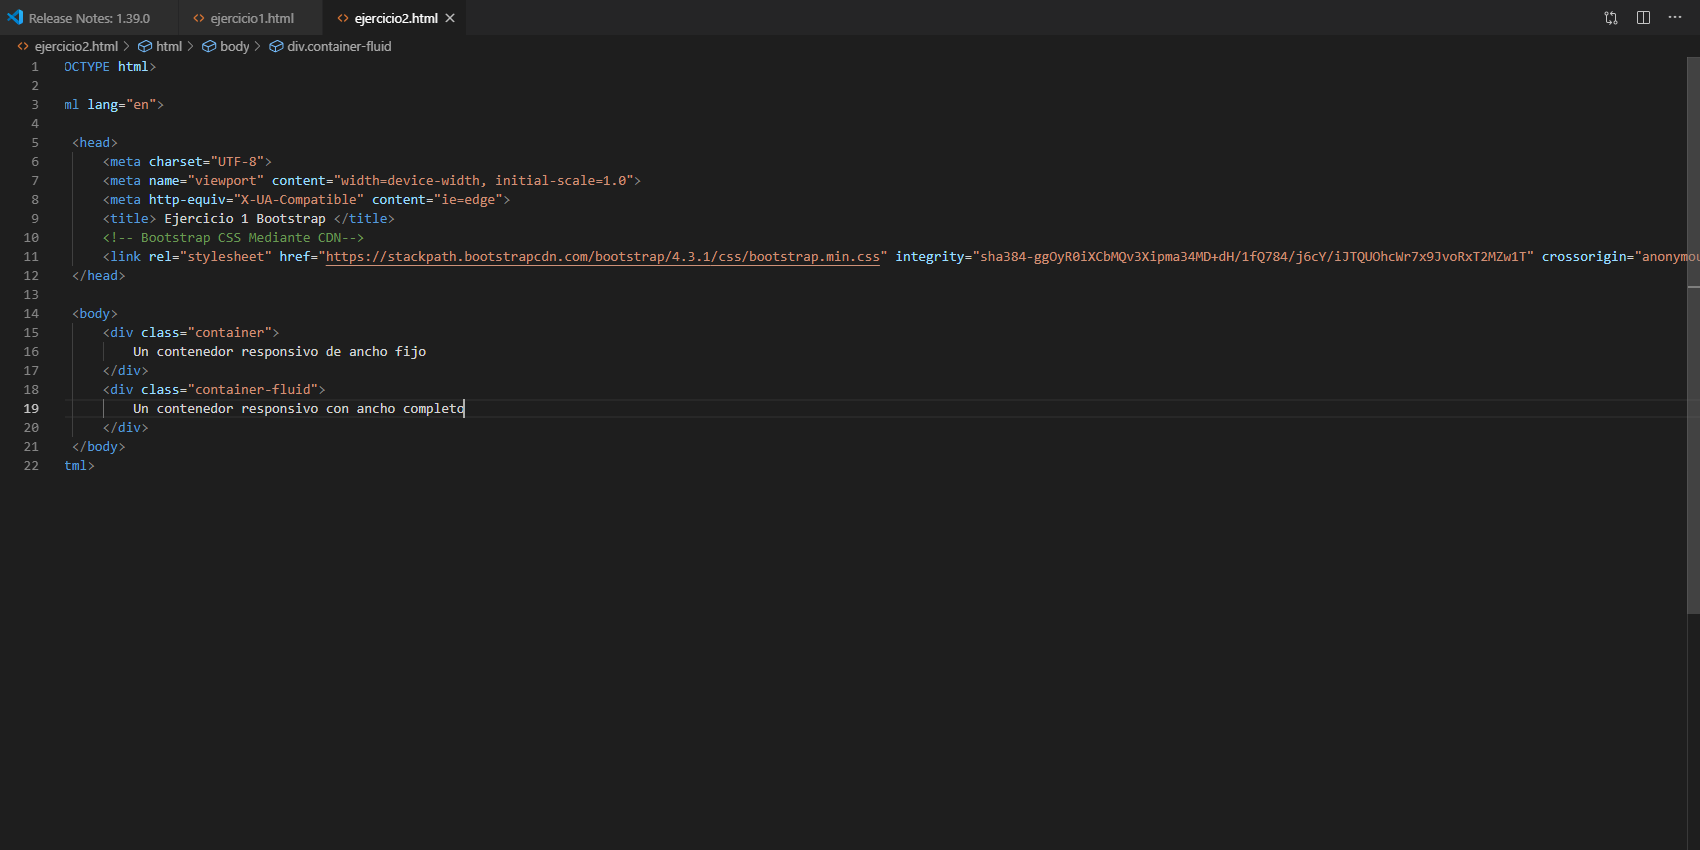 Release Notes: 1.39.0 ejercicio1.html ejercicio2.html
ejercicio2.html > html > body > div.container-fluid
1 OCTYPE html>
2
3 ml lang="en">
4
5 <head>
6 <meta charset="UTF-8">
7 <meta name="viewport" content="width=device-width, initial-scale=1.0">
8 <meta http-equiv="X-UA-Compatible" content="ie=edge">
9 <title> Ejercicio 1 Bootstrap </title>
10 <!-- Bootstrap CSS Mediante CDN-->
11 <link rel="stylesheet" href="https://stackpath.bootstrapcdn.com/bootstrap/4.3.1/css/bootstrap.min.css" integrity="sha384-ggOyR0iXCbMQv3Xipma34MD+dH/1fQ784/j6cY/iJTQUOhcWr7x9JvoRxT2MZw1T" crossorigin="anonymou
12 </head>
13
14 <body>
15 <div class="container">
16 Un contenedor responsivo de ancho fijo
17 </div>
18 <div class="container-fluid">
19 Un contenedor responsivo con ancho completo
20 </div>
21 </body>
22 tml>